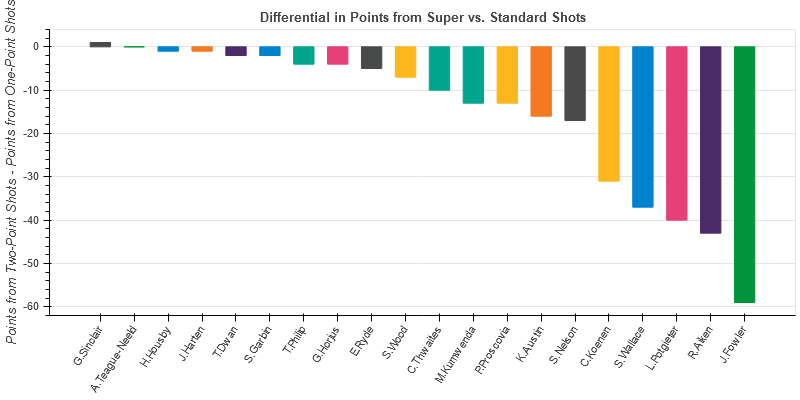 Differential in Points from Super vs. Standard Shots
Points from Two-Point Shots - Points from One-Point Shots
0
-10
-20
-30
-40
-50
-60
G.Sinclair
A.Teague-Neeld
H.Housby
J.Harten
T.Dwan
S.Garbin
T.Philip
G.Horjus
E.Ryde
S.Wood
C.Thwaites
M.Kumwenda
P.Proscovia
K.Austin
S.Nelson
C.Koenen
S.Wallace
L.Potgieter
R.Aiken
J.Fowler